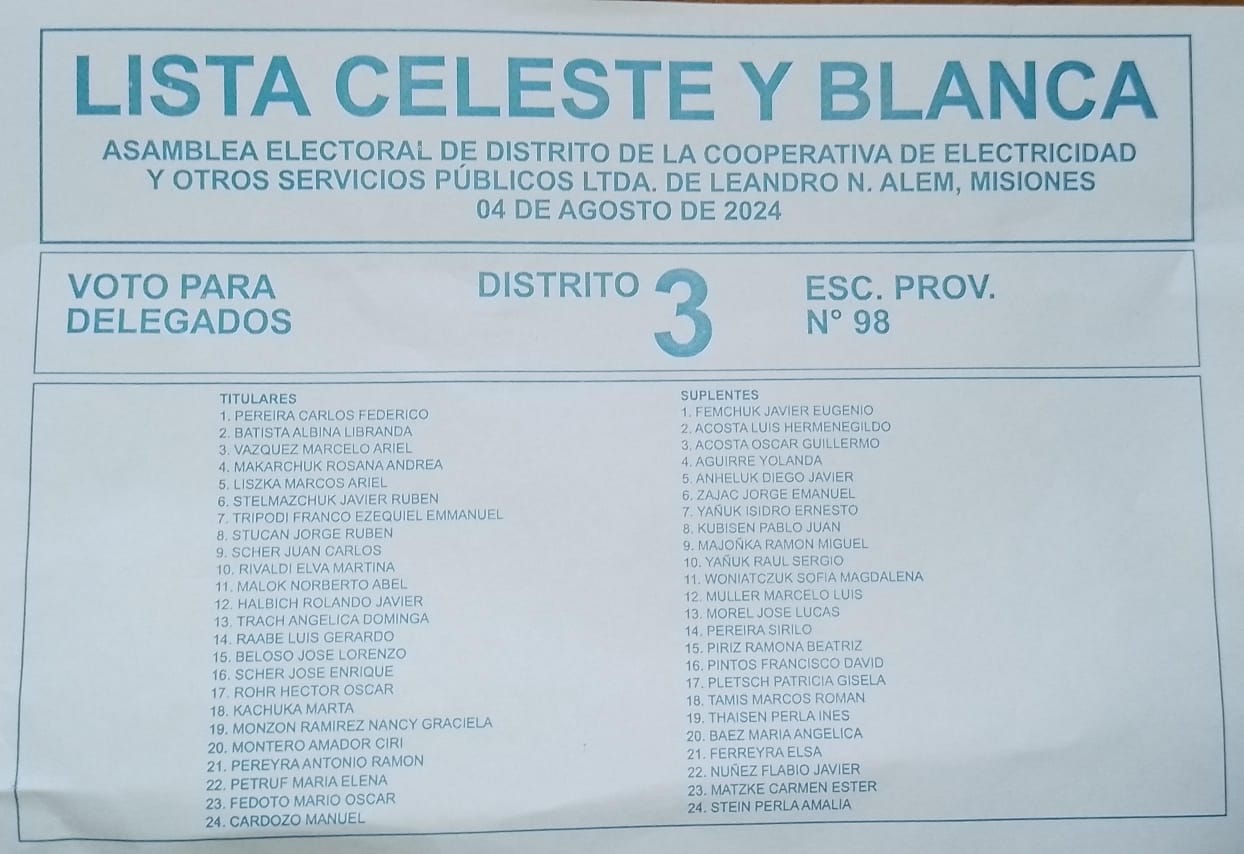 LISTA CELESTE Y BLANCA
ASAMBLEA ELECTORAL DE DISTRITO DE LA COOPERATIVA DE ELECTRICIDAD
Y OTROS SERVICIOS PÚBLICOS LTDA. DE LEANDRO N. ALEM, MISIONES
04 DE AGOSTO DE 2024
VOTO PARA
DELEGADOS
DISTRITO 3
ESC. PROV.
N° 98
TITULARES
1. PEREIRA CARLOS FEDERICO
2. BATISTA ALBINA LIBRANDA
3. VAZQUEZ MARCELO ARIEL
4. MAKARCHUK ROSANA ANDREA
5. LISZKA MARCOS ARIEL
6. STELMAZCHUK JAVIER RUBEN
7. TRIPODI FRANCO EZEQUIEL EMMANUEL
8. STUCAN JORGE RUBEN
9. SCHER JUAN CARLOS
10. RIVALDI ELVA MARTINA
11. MALOK NORBERTO ABEL
12. HALBICH ROLANDO JAVIER
13. TRACH ANGELICA DOMINGA
14. RAABE LUIS GERARDO
15. BELOSO JOSE LORENZO
16. SCHER JOSE ENRIQUE
17. ROHR HECTOR OSCAR
18. KACHUKA MARTA
19. MONZON RAMIREZ NANCY GRACIELA
20. MONTERO AMADOR CIRI
21. PEREYRA ANTONIO RAMON
22. PETRUF MARIA ELENA
23. FEDOTO MARIO OSCAR
24. CARDOZO MANUEL
SUPLENTES
1. FEMCHUK JAVIER EUGENIO
2. ACOSTA LUIS HERMENEGILDO
3. ACOSTA OSCAR GUILLERMO
4. AGUIRRE YOLANDA
5. ANHELUK DIEGO JAVIER
6. ZAJAC JORGE EMANUEL
7. YAÑUK ISIDRO ERNESTO
8. KUBISEN PABLO JUAN
9. MAJOÑKA RAMON MIGUEL
10. YAÑUK RAUL SERGIO
11. WONIATCZUK SOFIA MAGDALENA
12. MULLER MARCELO LUIS
13. MOREL JOSE LUCAS
14. PEREIRA SIRILO
15. PIRIZ RAMONA BEATRIZ
16. PINTOS FRANCISCO DAVID
17. PLETSCH PATRICIA GISELA
18. TAMIS MARCOS ROMAN
19. THAISEN PERLA INES
20. BAEZ MARIA ANGELICA
21. FERREYRA ELSA
22. NUÑEZ FLABIO JAVIER
23. MATZKE CARMEN ESTER
24. STEIN PERLA AMALIA